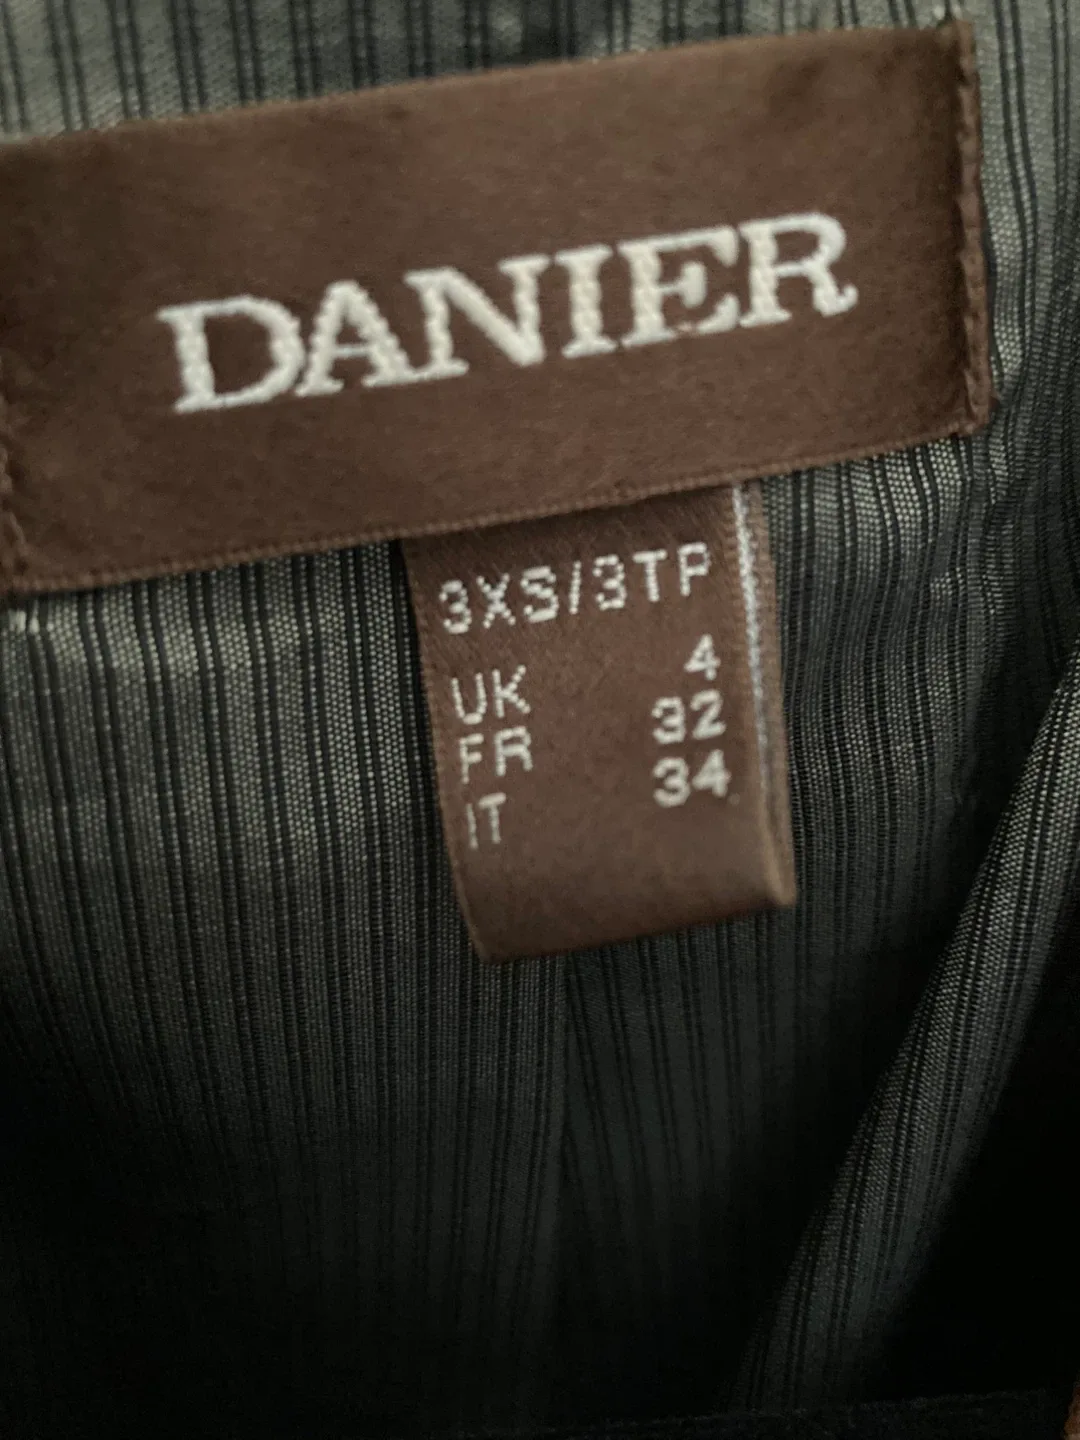 DANIER
3XS/3TP
UK 4
FR 32
IT 34